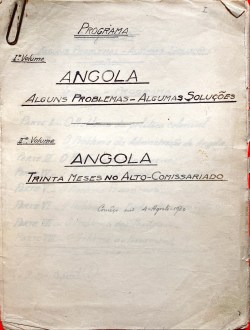 PROGRAMA
1º Volume
ANGOLA
ALGUNS PROBLEMAS - ALGUMAS SOLUÇÕES
2º Volume
ANGOLA
TRINTA MESES NO ALTO-COMISSARIADO